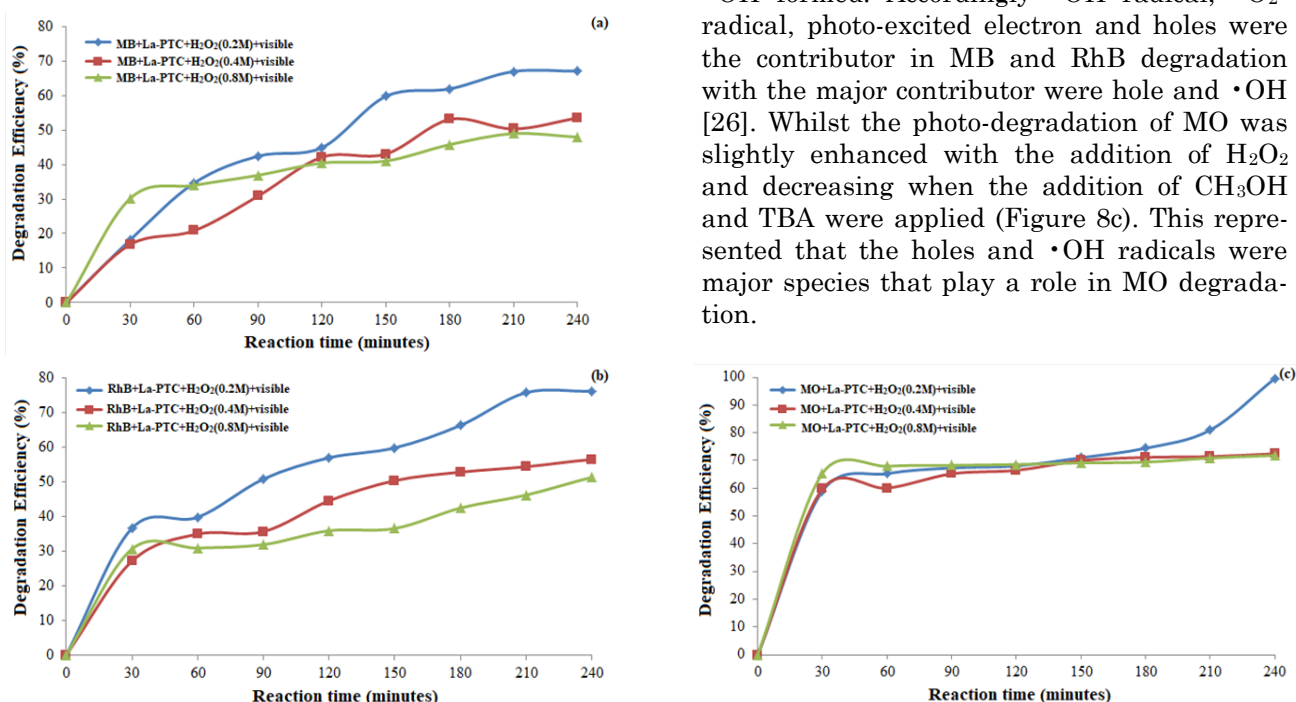 80
70
60
50
40
30
20
10
0
Degradation Efficiency (%)
(a)
MB+La-PTC+H₂O₂(0.2M)+visible
MB+La-PTC+H₂O₂(0.4M)+visible
MB+La-PTC+H₂O₂(0.8M)+visible
0 30 60 90 120 150 180 210 240
Reaction time (minutes)
radical, photo-excited electron and holes were
the contributor in MB and RhB degradation
with the major contributor were hole and •OH
[26]. Whilst the photo-degradation of MO was
slightly enhanced with the addition of H₂O₂
and decreasing when the addition of CH₃OH
and TBA were applied (Figure 8c). This repre-
sented that the holes and •OH radicals were
major species that play a role in MO degrada-
tion.
80
70
60
50
40
30
20
10
0
Degradation Efficiency (%)
(b)
RhB+La-PTC+H₂O₂(0.2M)+visible
RhB+La-PTC+H₂O₂(0.4M)+visible
RhB+La-PTC+H₂O₂(0.8M)+visible
0 30 60 90 120 150 180 210 240
Reaction time (minutes)
100
90
80
70
60
50
40
30
20
10
0
Degradation Efficiency (%)
(c)
MO+La-PTC+H₂O₂(0.2M)+visible
MO+La-PTC+H₂O₂(0.4M)+visible
MO+La-PTC+H₂O₂(0.8M)+visible
0 30 60 90 120 150 180 210 240
Reaction time (minutes)